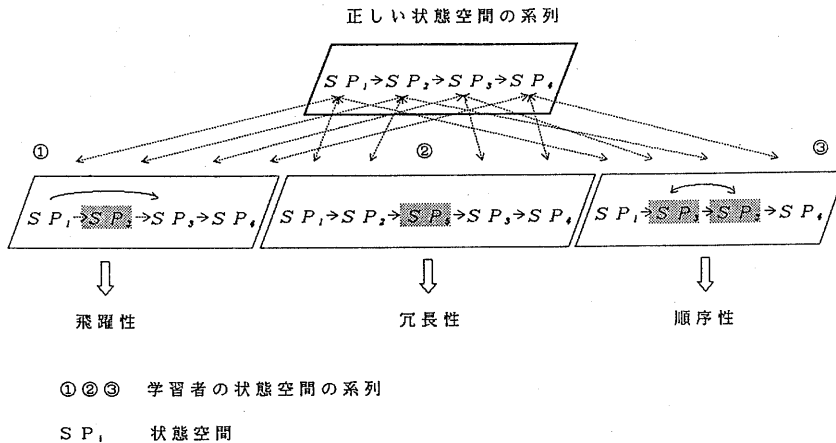 正しい状態空間の系列
SP₁→SP₂→SP₃→SP₄
① ② ③
SP₁→SP₂→SP₃→SP₄
SP₁→SP₂→SP₅→SP₃→SP₄
SP₁→SP₃→SP₂→SP₄
飛躍性 冗長性 順序性
①②③ 学習者の状態空間の系列
SP₁ 状態空間